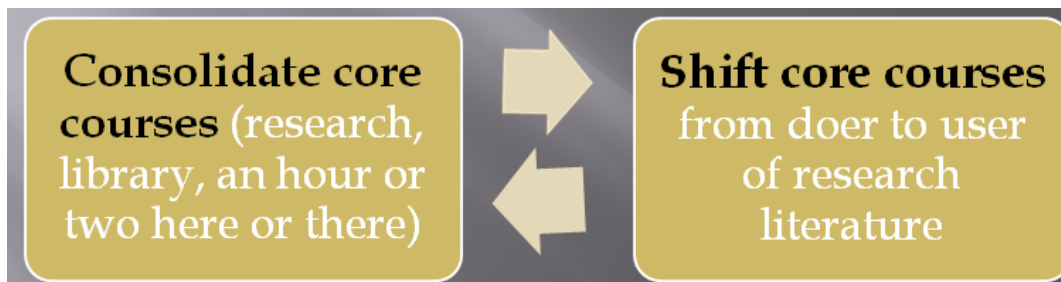 Consolidate core
courses (research,
library, an hour or
two here or there)
Shift core courses
from doer to user
of research
literature